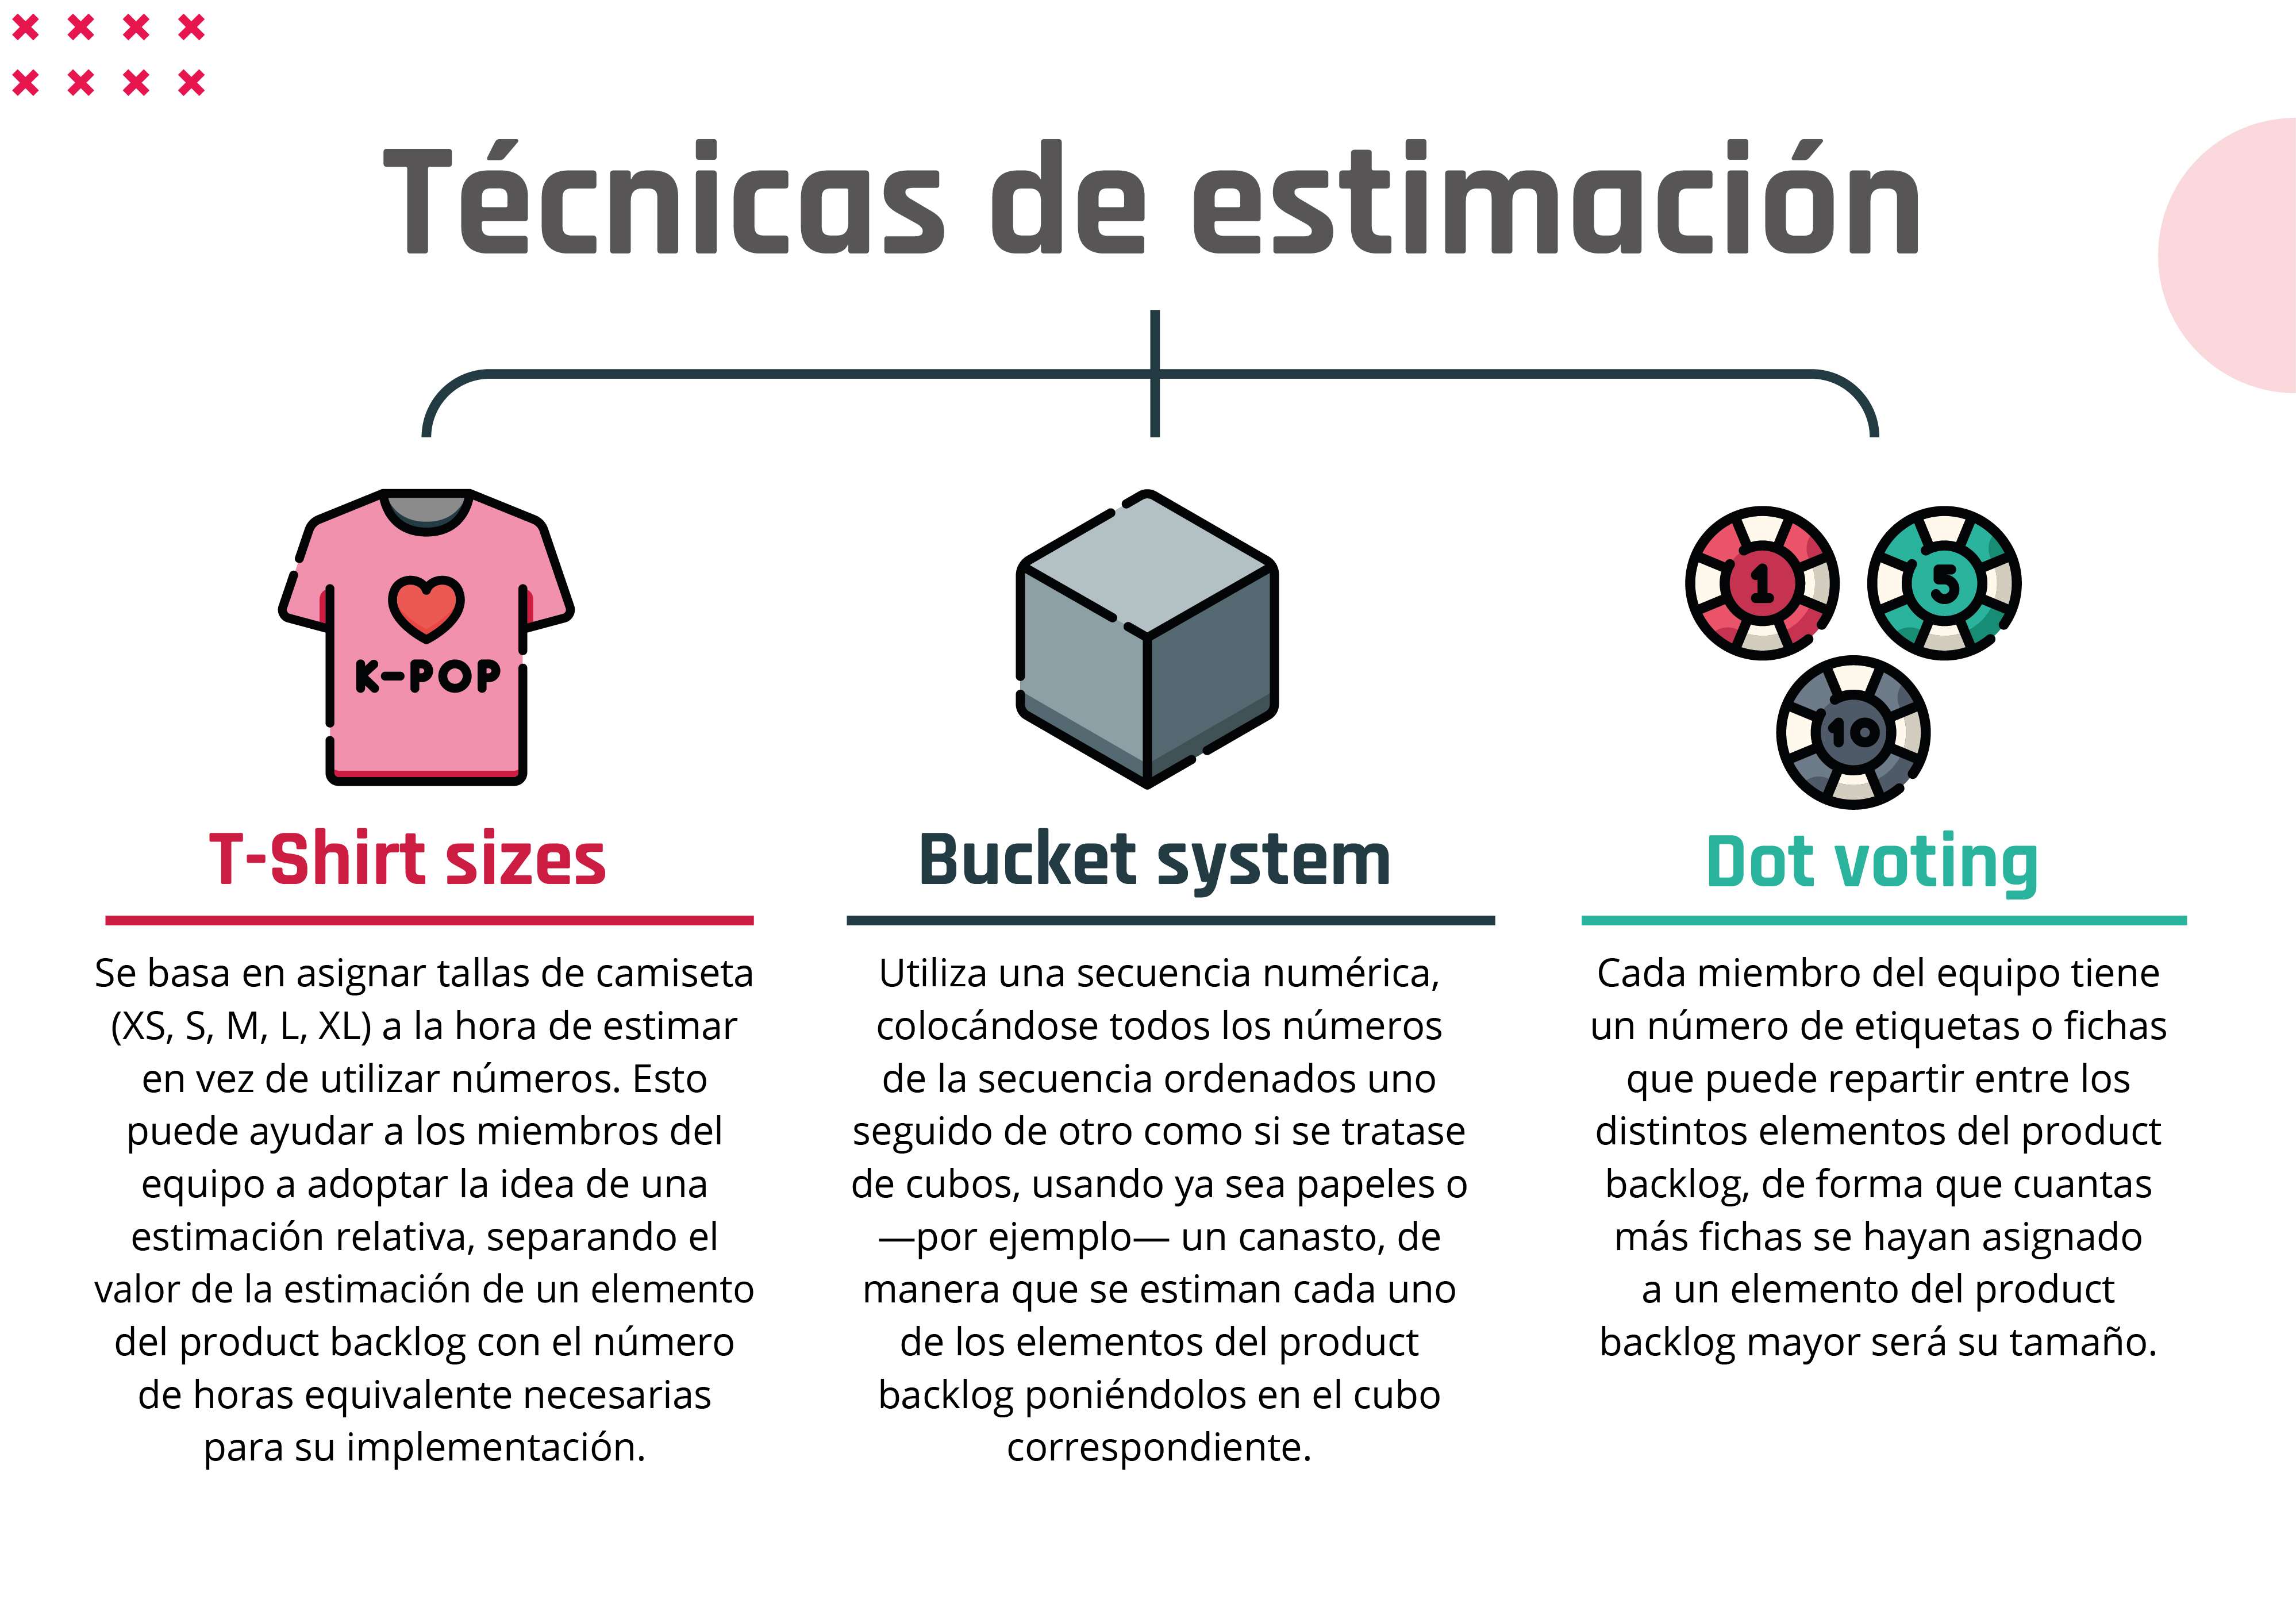 Técnicas de estimación
K-POP
1
5
10
T-Shirt sizes
Se basa en asignar tallas de camiseta
(XS, S, M, L, XL) a la hora de estimar
en vez de utilizar números. Esto
puede ayudar a los miembros del
equipo a adoptar la idea de una
estimación relativa, separando el
valor de la estimación de un elemento
del product backlog con el número
de horas equivalente necesarias
para su implementación.
Bucket system
Utiliza una secuencia numérica,
colocándose todos los números
de la secuencia ordenados uno
seguido de otro como si se tratase
de cubos, usando ya sea papeles o
—por ejemplo— un canasto, de
manera que se estiman cada uno
de los elementos del product
backlog poniéndolos en el cubo
correspondiente.
Dot voting
Cada miembro del equipo tiene
un número de etiquetas o fichas
que puede repartir entre los
distintos elementos del product
backlog, de forma que cuantas
más fichas se hayan asignado
a un elemento del product
backlog mayor será su tamaño.